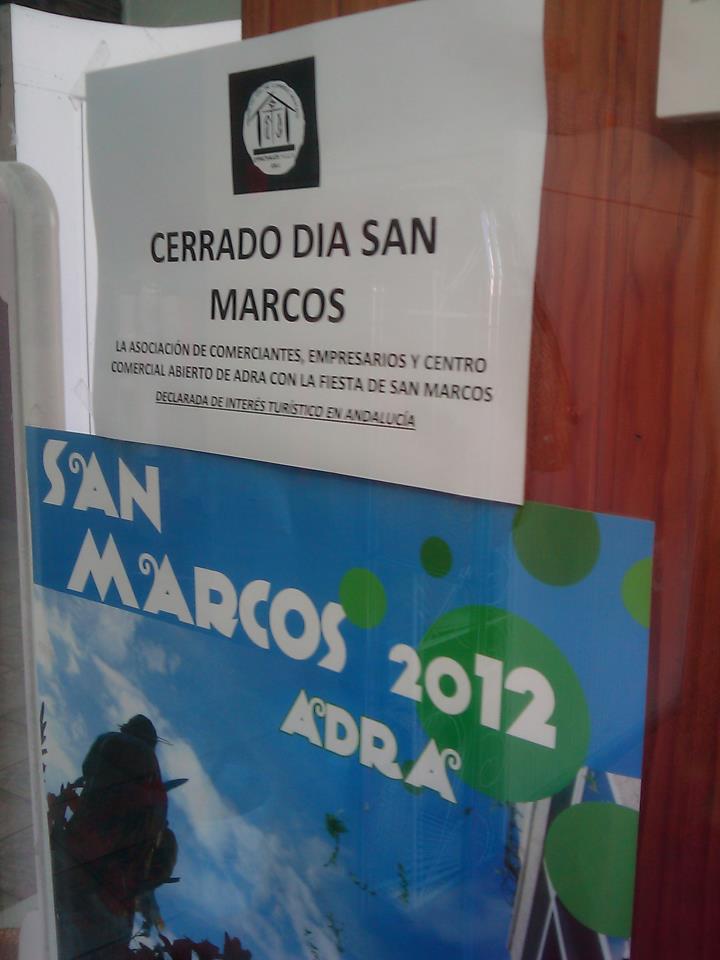 CERRADO DIA SAN
MARCOS
LA ASOCIACIÓN DE COMERCIANTES, EMPRESARIOS Y CENTRO
COMERCIAL ABIERTO DE ADRA CON LA FIESTA DE SAN MARCOS
DECLARADA DE INTERÉS TURÍSTICO EN ANDALUCÍA
SAN
MARCOS 2012
ADRA